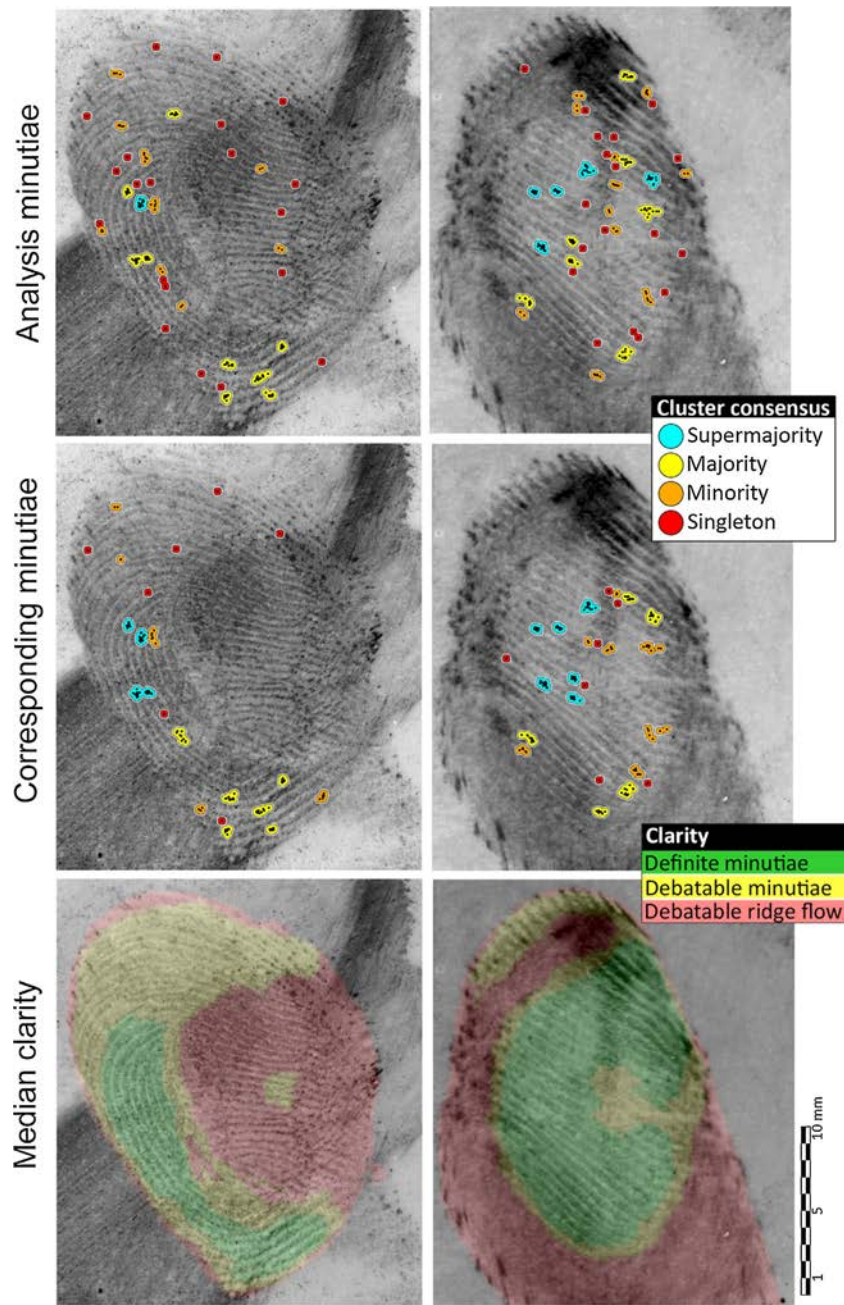 Analysis minutiae
Cluster consensus
Supermajority
Majority
Minority
Singleton
Corresponding minutiae
Clarity
Definite minutiae
Debatable minutiae
Debatable ridge flow
Median clarity
10 mm
5
1